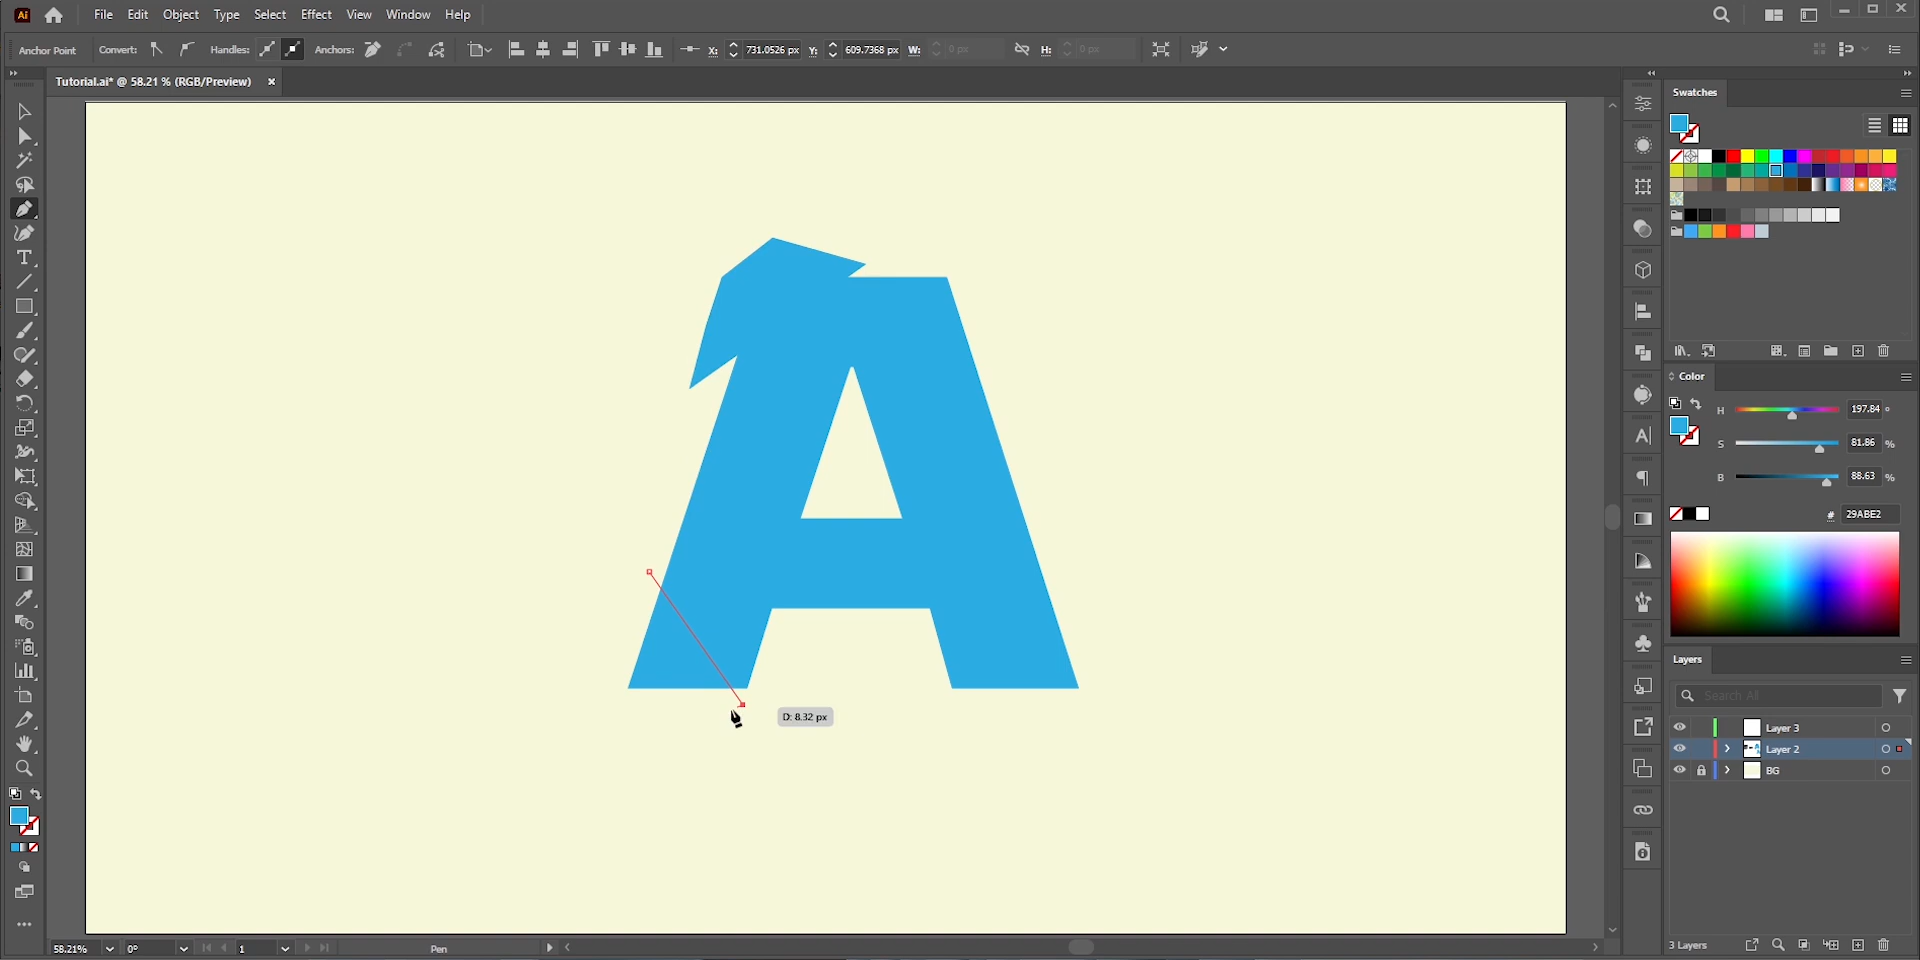 Ai File Edit Object Type Select Effect View Window Help
Anchor Point Convert: Handles: Anchors: X: 731.0526 px Y: 609.7368 px W: 0 px H: 0 px
Tutorial.ai* @ 58.21 % (RGB/Preview) ×
Swatches
A
Color
H 197.84 °
S 81.86 %
B 88.63 %
# 29ABE2
D: 8.32 px
Layers
Search All
Layer 3
Layer 2
BG
58.21% 0° 1 Pen
3 Layers